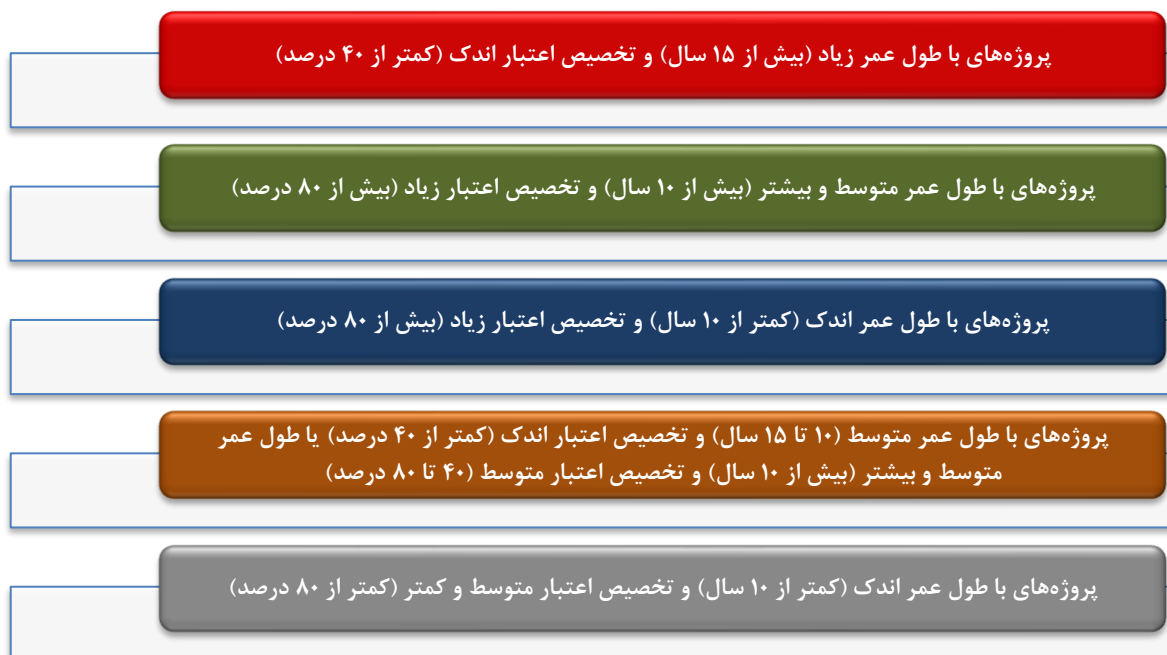 پروژه‌های با طول عمر زیاد (بیش از ۱۵ سال) و تخصیص اعتبار اندک (کمتر از ۴۰ درصد)
پروژه‌های با طول عمر متوسط و بیشتر (بیش از ۱۰ سال) و تخصیص اعتبار زیاد (بیش از ۸۰ درصد)
پروژه‌های با طول عمر اندک (کمتر از ۱۰ سال) و تخصیص اعتبار زیاد (بیش از ۸۰ درصد)
پروژه‌های با طول عمر متوسط (۱۰ تا ۱۵ سال) و تخصیص اعتبار اندک (کمتر از ۴۰ درصد) یا طول عمر
متوسط و بیشتر (بیش از ۱۰ سال) و تخصیص اعتبار متوسط (۴۰ تا ۸۰ درصد)
پروژه‌های با طول عمر اندک (کمتر از ۱۰ سال) و تخصیص اعتبار متوسط و کمتر (کمتر از ۸۰ درصد)